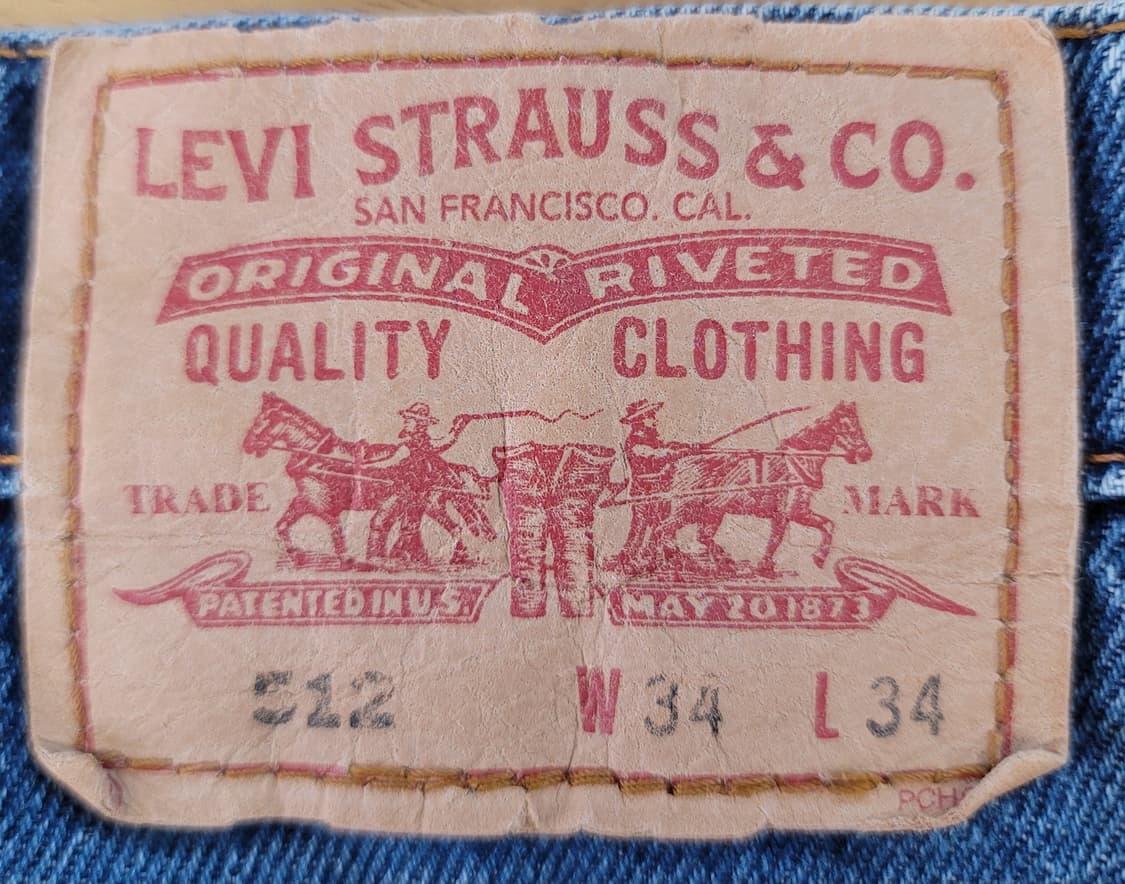 LEVI STRAUSS & CO.
SAN FRANCISCO. CAL.
ORIGINAL RIVETED
QUALITY CLOTHING
TRADE MARK
PATENTED IN U.S. MAY 20 1873
512 W 34 L 34